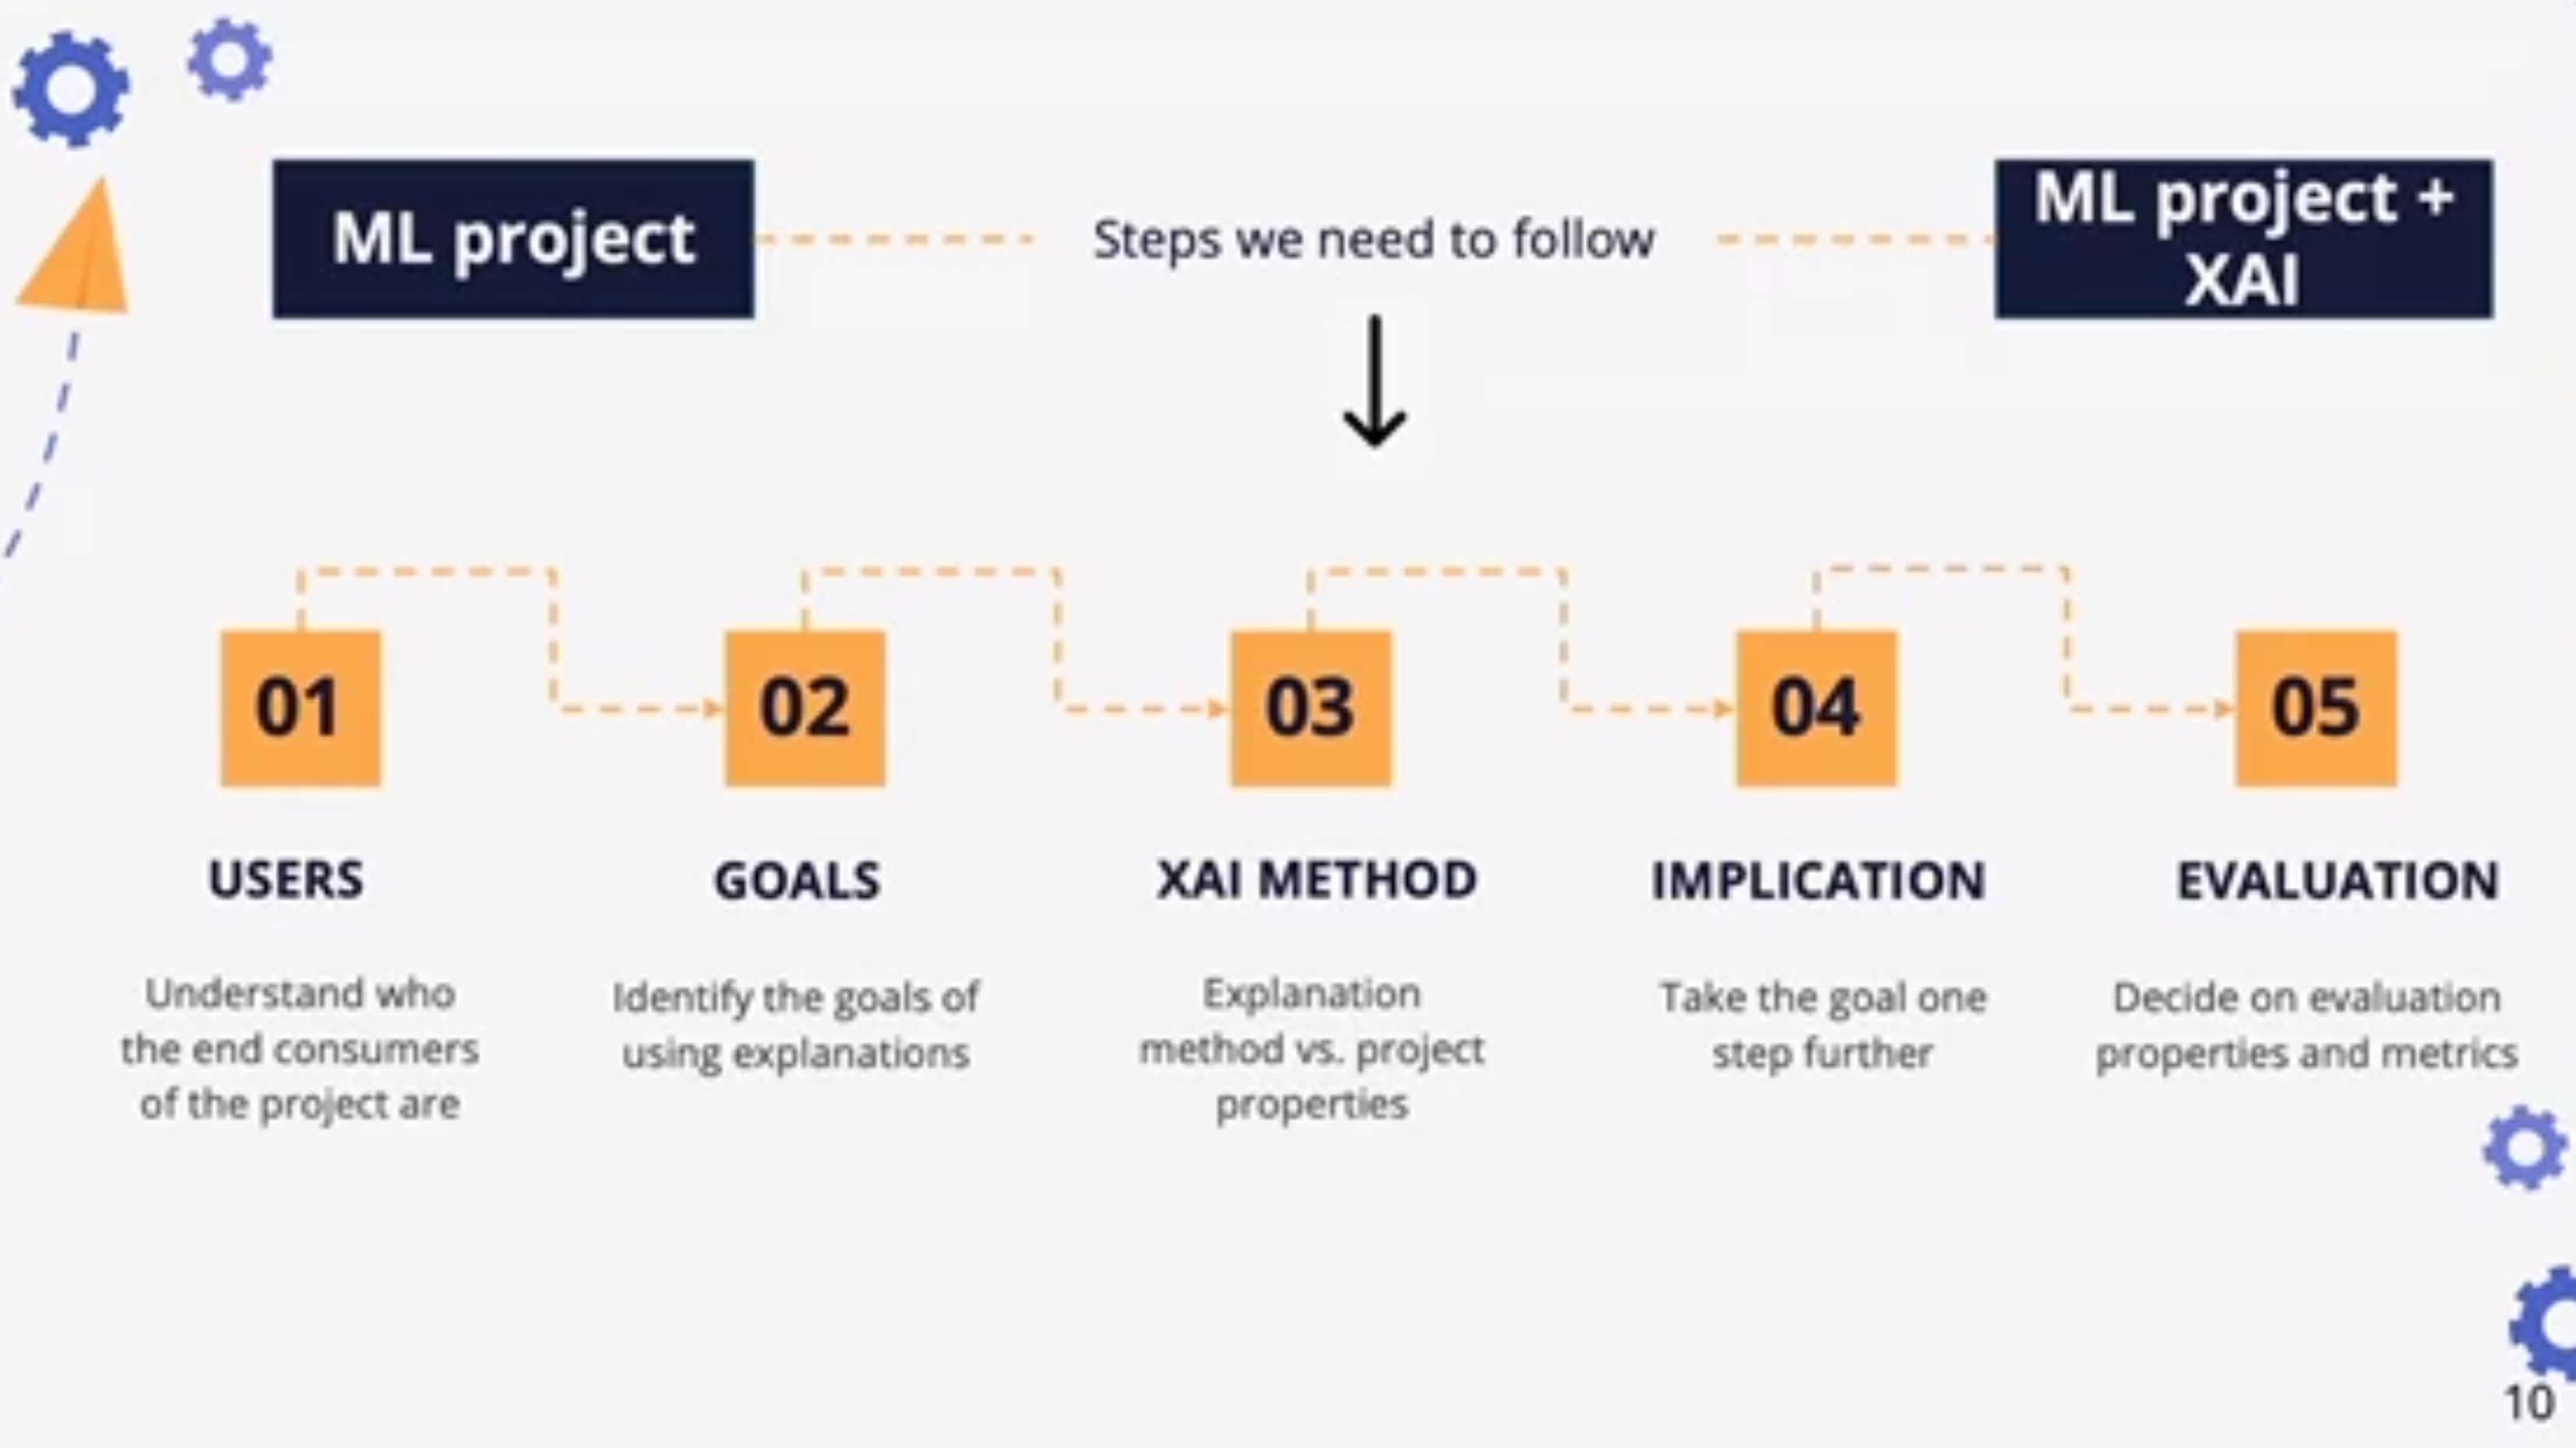 ML project
Steps we need to follow
ML project +
XAI
01
02
03
04
05
USERS
GOALS
XAI METHOD
IMPLICATION
EVALUATION
Understand who
the end consumers
of the project are
Identify the goals of
using explanations
Explanation
method vs. project
properties
Take the goal one
step further
Decide on evaluation
properties and metrics
10